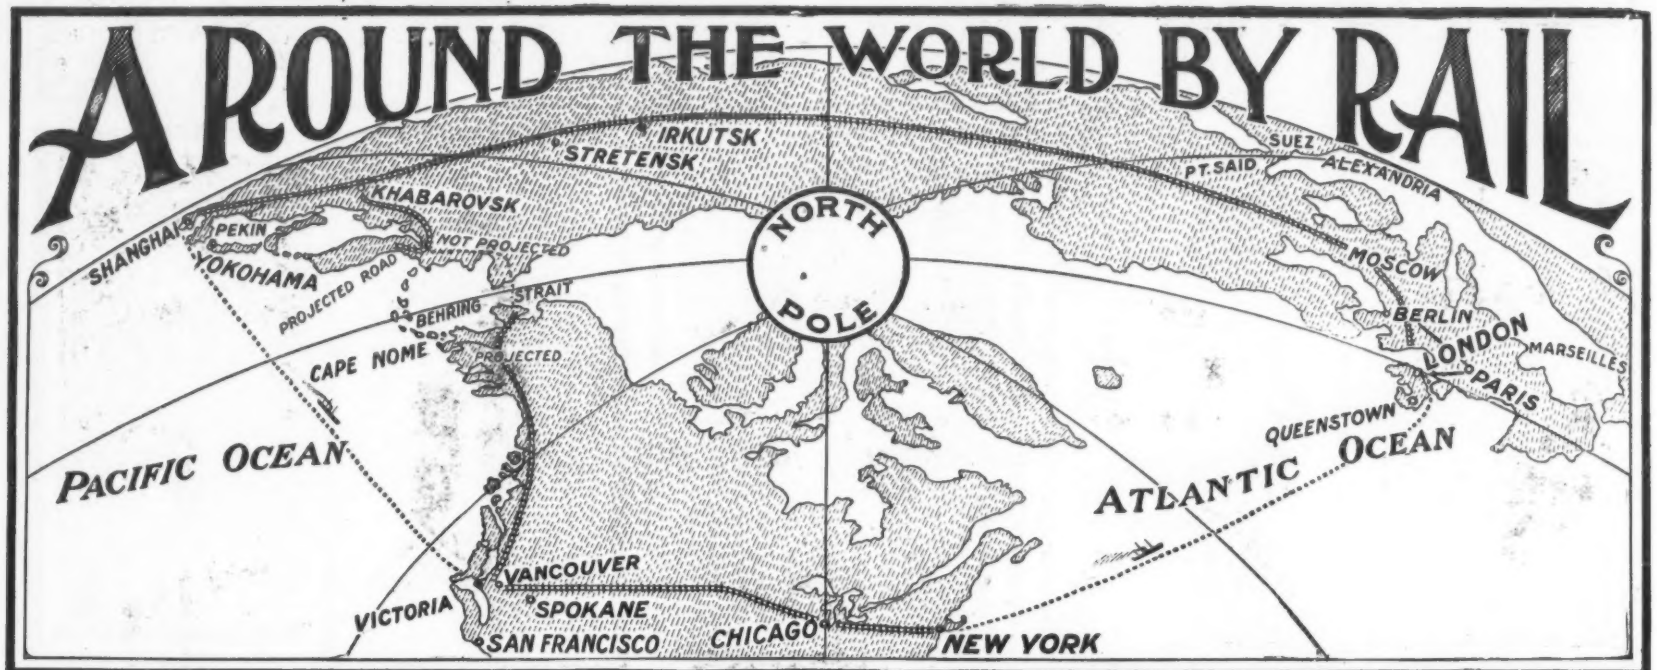 AROUND THE WORLD BY RAIL
IRKUTSK
STRETENSK
SUEZ
PT. SAID
ALEXANDRIA
KHABAROVSK
NORTH
POLE
SHANGHAI
PEKIN
YOKOHAMA
NOT PROJECTED
PROJECTED ROAD
BEHRING
STRAIT
MOSCOW
BERLIN
LONDON
MARSEILLES
PARIS
CAPE NOME
PROJECTED
QUEENSTOWN
PACIFIC OCEAN
ATLANTIC OCEAN
VANCOUVER
VICTORIA
SPOKANE
SAN FRANCISCO
CHICAGO
NEW YORK